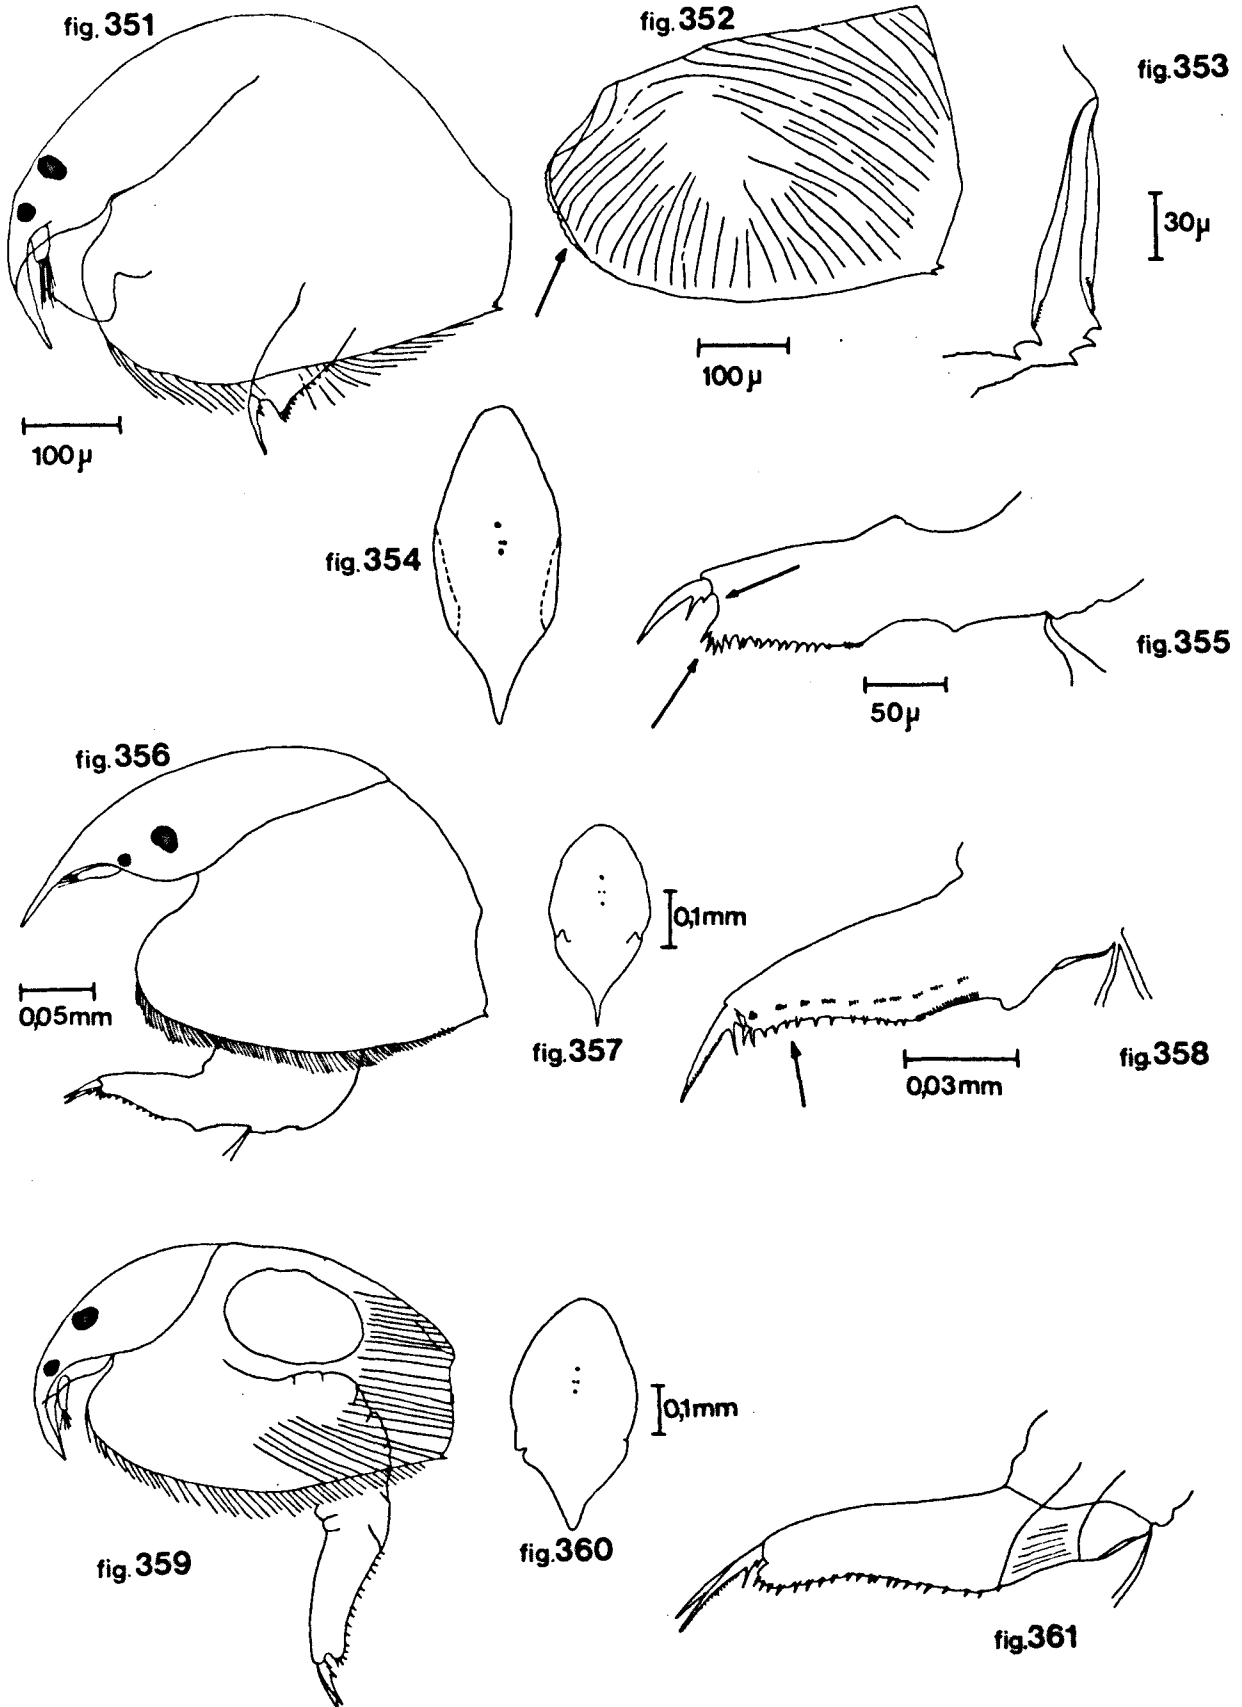 fig. 351
fig. 352
fig. 353
30µ
100µ
100µ
fig. 354
fig. 355
50µ
fig. 356
0,05mm
fig. 357
0,1mm
fig. 358
0,03mm
fig. 359
fig. 360
0,1mm
fig. 361